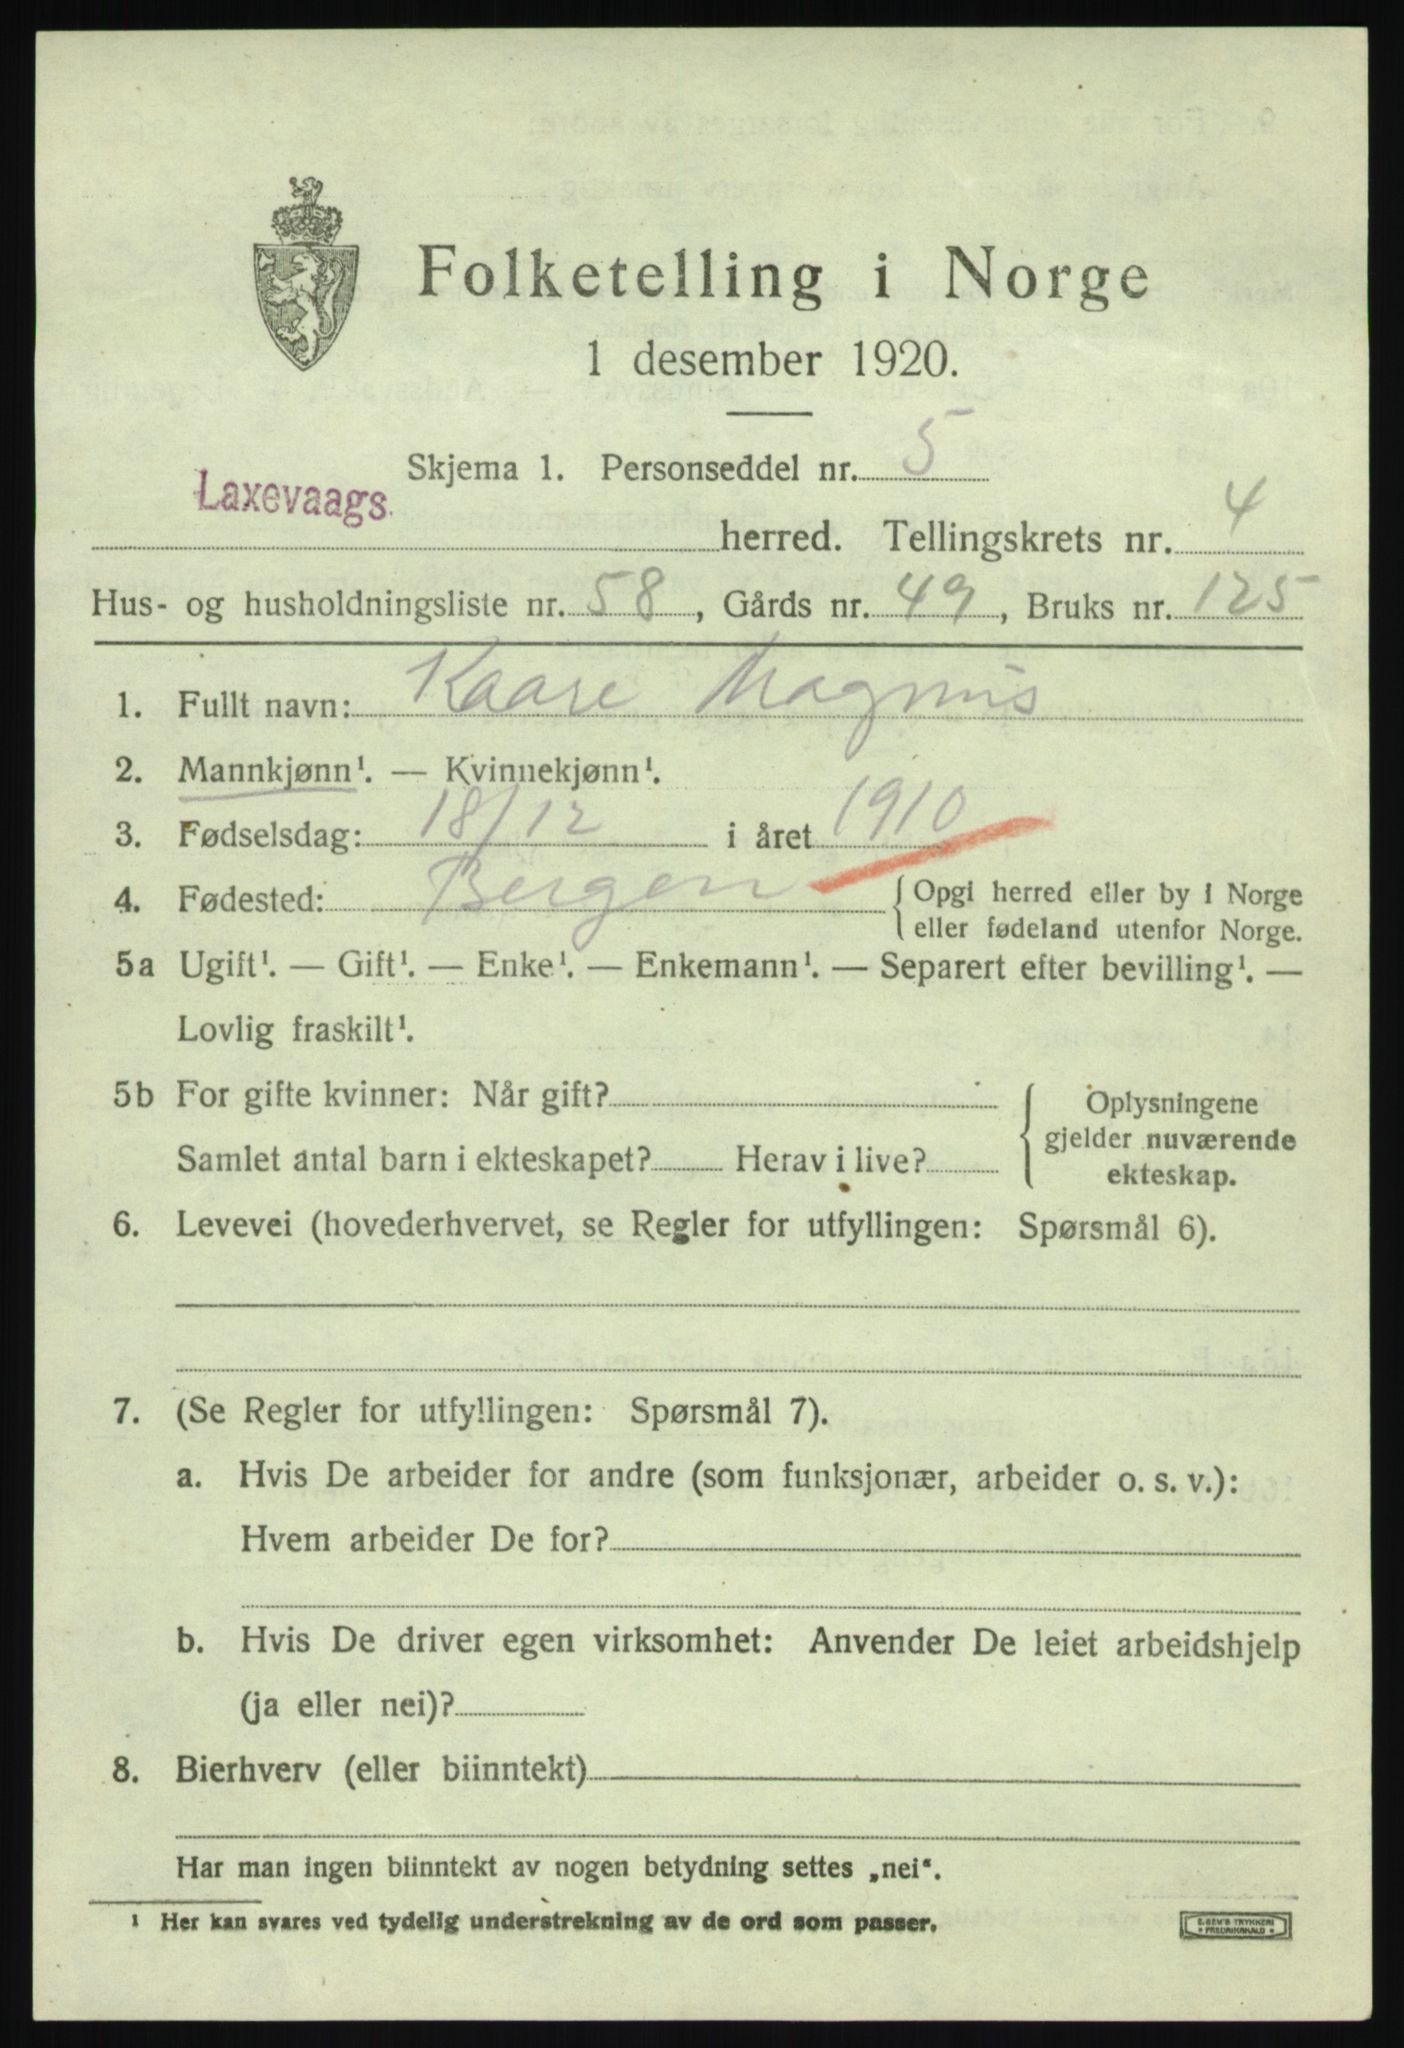 Folketelling i Norge
1 desember 1920.
Skjema 1. Personseddel nr. 5
Laxevaags.
herred. Tellingskrets nr. 4
Hus- og husholdningsliste nr. 58, Gårds nr. 49, Bruks nr. 125
1. Fullt navn: Kaare Magnus
2. Mannkjønn¹. — Kvinnekjønn¹.
3. Fødselsdag: 18/12 i året 1910
4. Fødested: Bergen { Opgi herred eller by i Norge
eller fødeland utenfor Norge.
5a Ugift¹. — Gift¹. — Enke¹. — Enkemann¹. — Separert efter bevilling¹. —
Lovlig fraskilt¹.
5b For gifte kvinner: Når gift?
Samlet antal barn i ekteskapet? Herav i live?
Oplysningene
gjelder nuværende
ekteskap.
6. Levevei (hovederhvervet, se Regler for utfyllingen: Spørsmål 6).
7. (Se Regler for utfyllingen: Spørsmål 7).
a. Hvis De arbeider for andre (som funksjonær, arbeider o. s. v.):
Hvem arbeider De for?
b. Hvis De driver egen virksomhet: Anvender De leiet arbeidshjelp
(ja eller nei)?
8. Bierhverv (eller biinntekt)
Har man ingen biinntekt av nogen betydning settes „nei“.
¹ Her kan svares ved tydelig understrekning av de ord som passer.
E. SEM'S TRYKKERI
FREDRIKSHALD